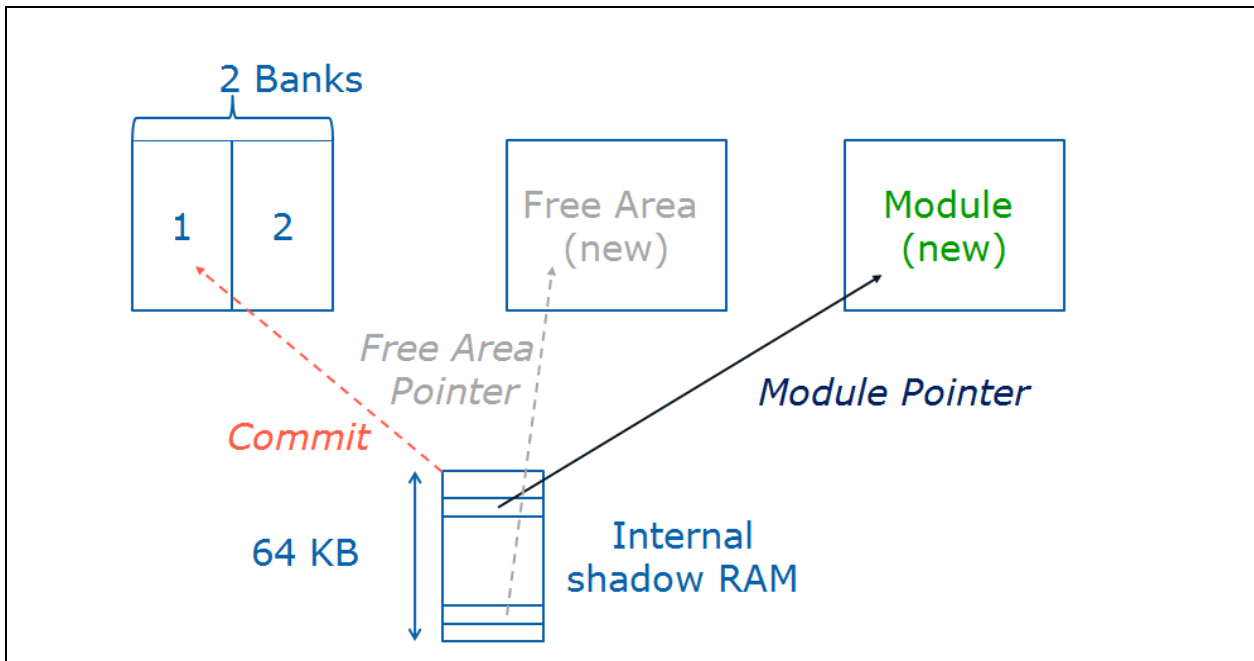 2 Banks
1
2
Free Area
(new)
Module
(new)
Free Area
Pointer
Module Pointer
Commit
64 KB
Internal
shadow RAM